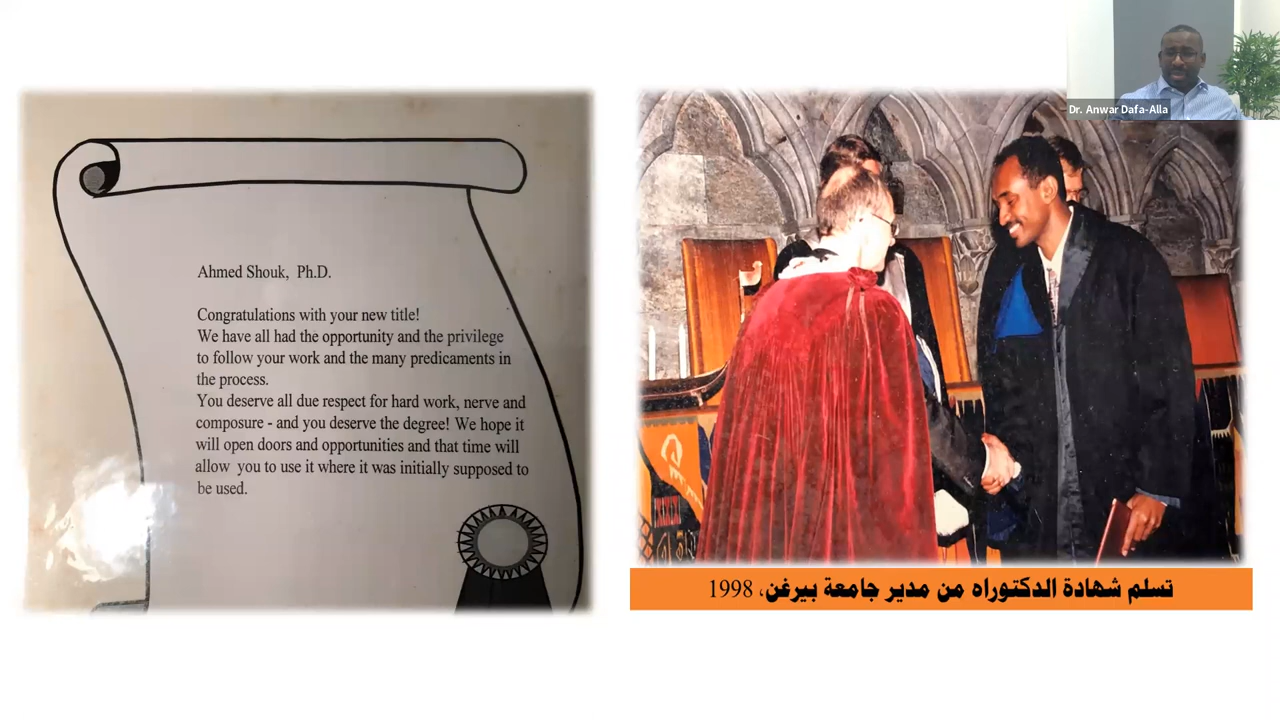 Dr. Anwar Dafa-Alla
Ahmed Shouk, Ph.D.
Congratulations with your new title!
We have all had the opportunity and the privilege
to follow your work and the many predicaments in
the process.
You deserve all due respect for hard work, nerve and
composure - and you deserve the degree! We hope it
will open doors and opportunities and that time will
allow you to use it where it was initially supposed to
be used.
تسلم شهادة الدكتوراه من مدير جامعة بيرغن، 1998